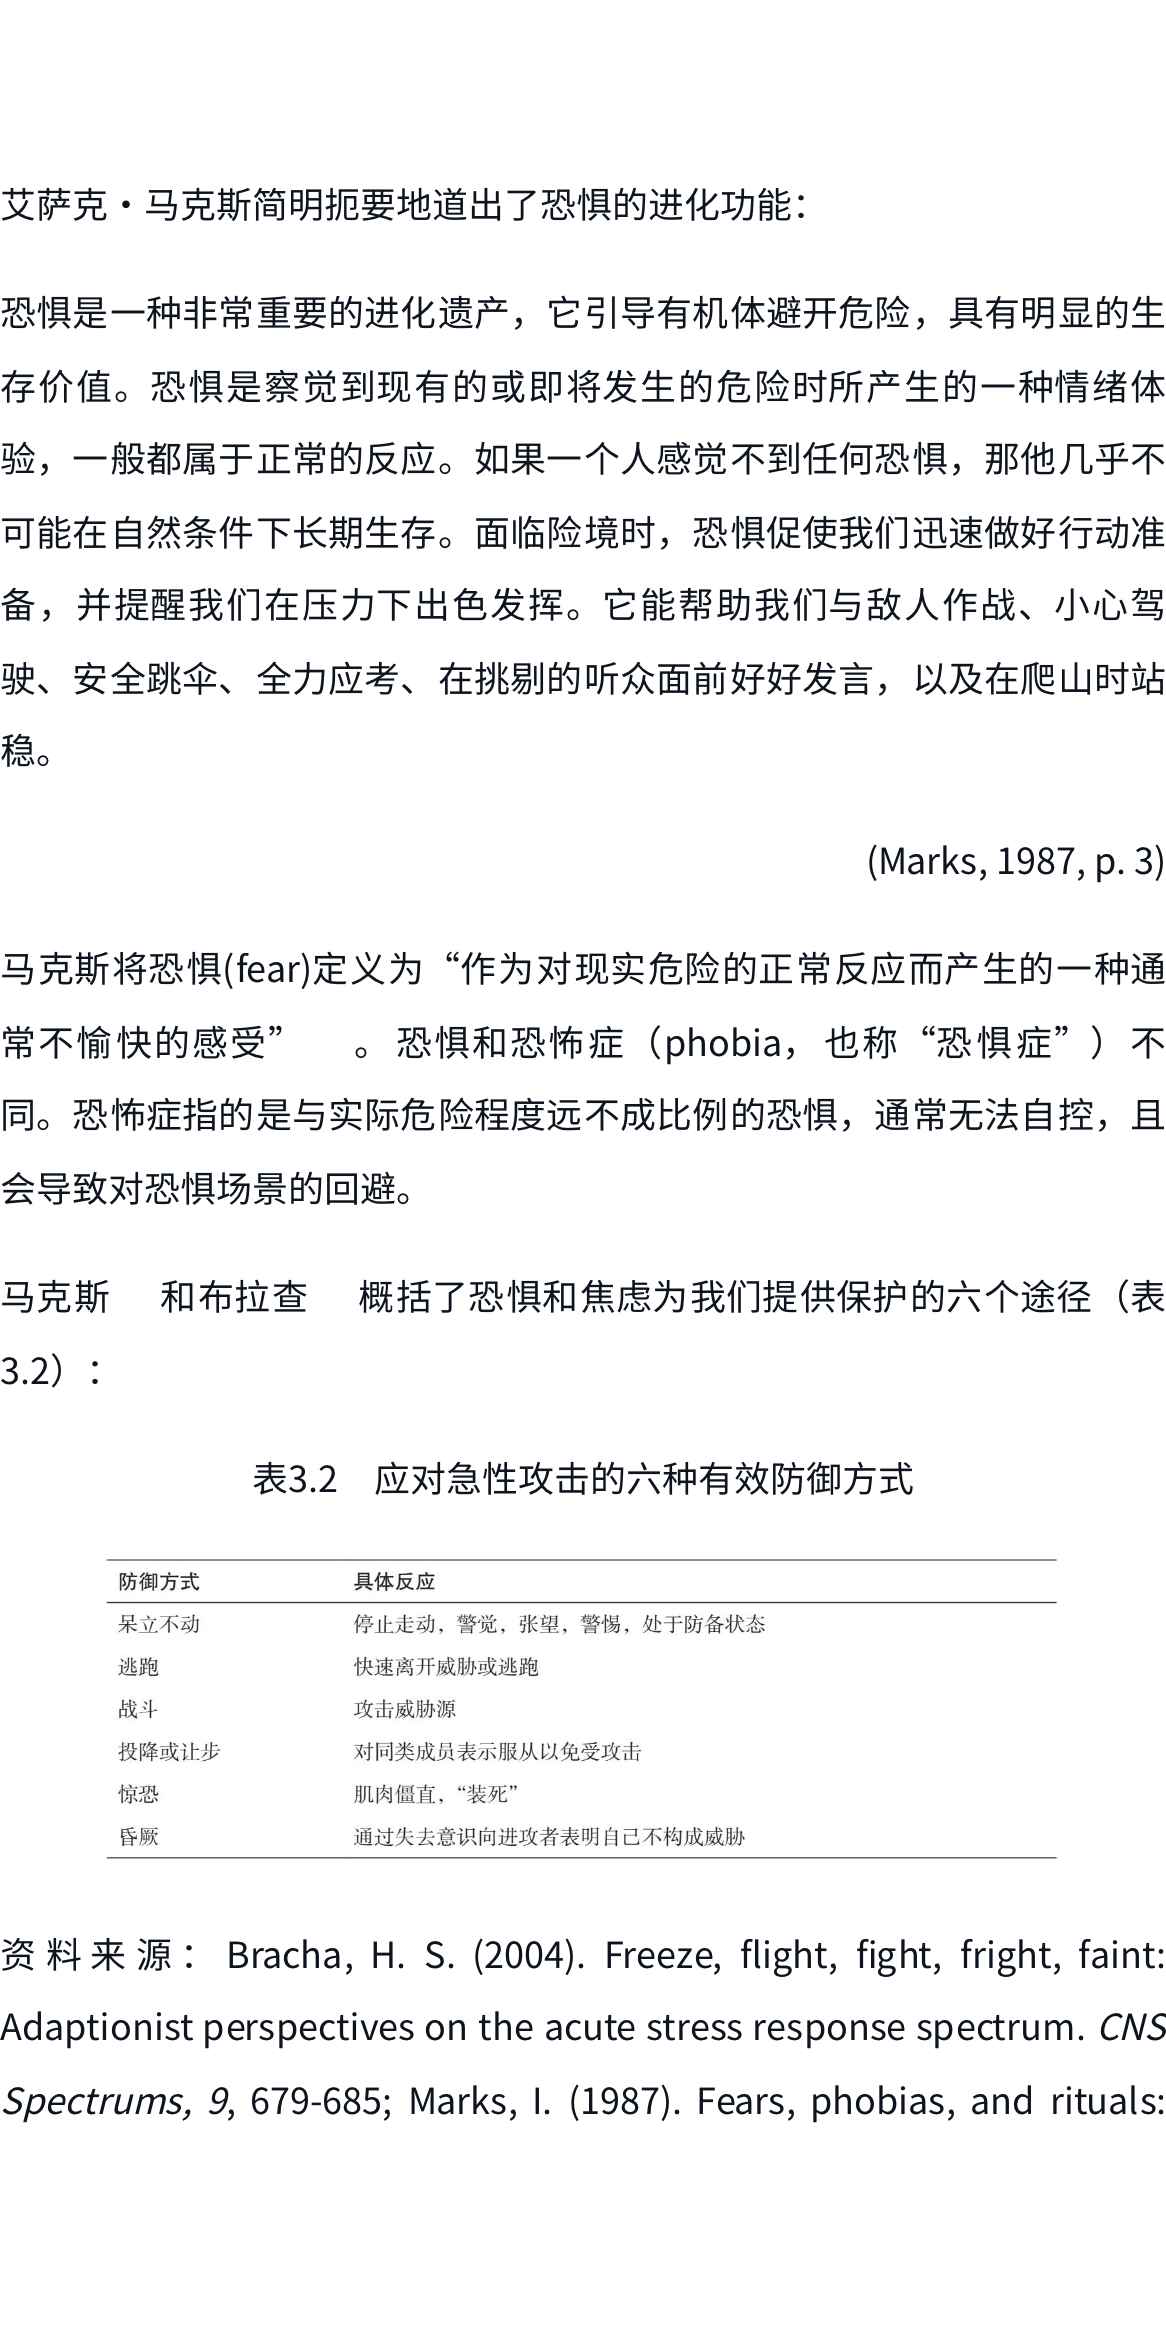 艾萨克·马克斯简明扼要地道出了恐惧的进化功能：
恐惧是一种非常重要的进化遗产，它引导有机体避开危险，具有明显的生
存价值。恐惧是察觉到现有的或即将发生的危险时所产生的一种情绪体
验，一般都属于正常的反应。如果一个人感觉不到任何恐惧，那他几乎不
可能在自然条件下长期生存。面临险境时，恐惧促使我们迅速做好行动准
备，并提醒我们在压力下出色发挥。它能帮助我们与敌人作战、小心驾
驶、安全跳伞、全力应考、在挑剔的听众面前好好发言，以及在爬山时站
稳。
(Marks, 1987, p. 3)
马克斯将恐惧(fear)定义为“作为对现实危险的正常反应而产生的一种通
常不愉快的感受” 。恐惧和恐怖症（phobia，也称“恐惧症”）不
同。恐怖症指的是与实际危险程度远不成比例的恐惧，通常无法自控，且
会导致对恐惧场景的回避。
马克斯 和布拉查 概括了恐惧和焦虑为我们提供保护的六个途径（表
3.2）：
表3.2 应对急性攻击的六种有效防御方式
防御方式 具体反应
呆立不动 停止走动，警觉，张望，警惕，处于防备状态
逃跑 快速离开威胁或逃跑
战斗 攻击威胁源
投降或让步 对同类成员表示服从以免受攻击
惊恐 肌肉僵直，“装死”
昏厥 通过失去意识向进攻者表明自己不构成威胁
资料来源：Bracha, H. S. (2004). Freeze, flight, fight, fright, faint:
Adaptionist perspectives on the acute stress response spectrum. CNS
Spectrums, 9, 679-685; Marks, I. (1987). Fears, phobias, and rituals: